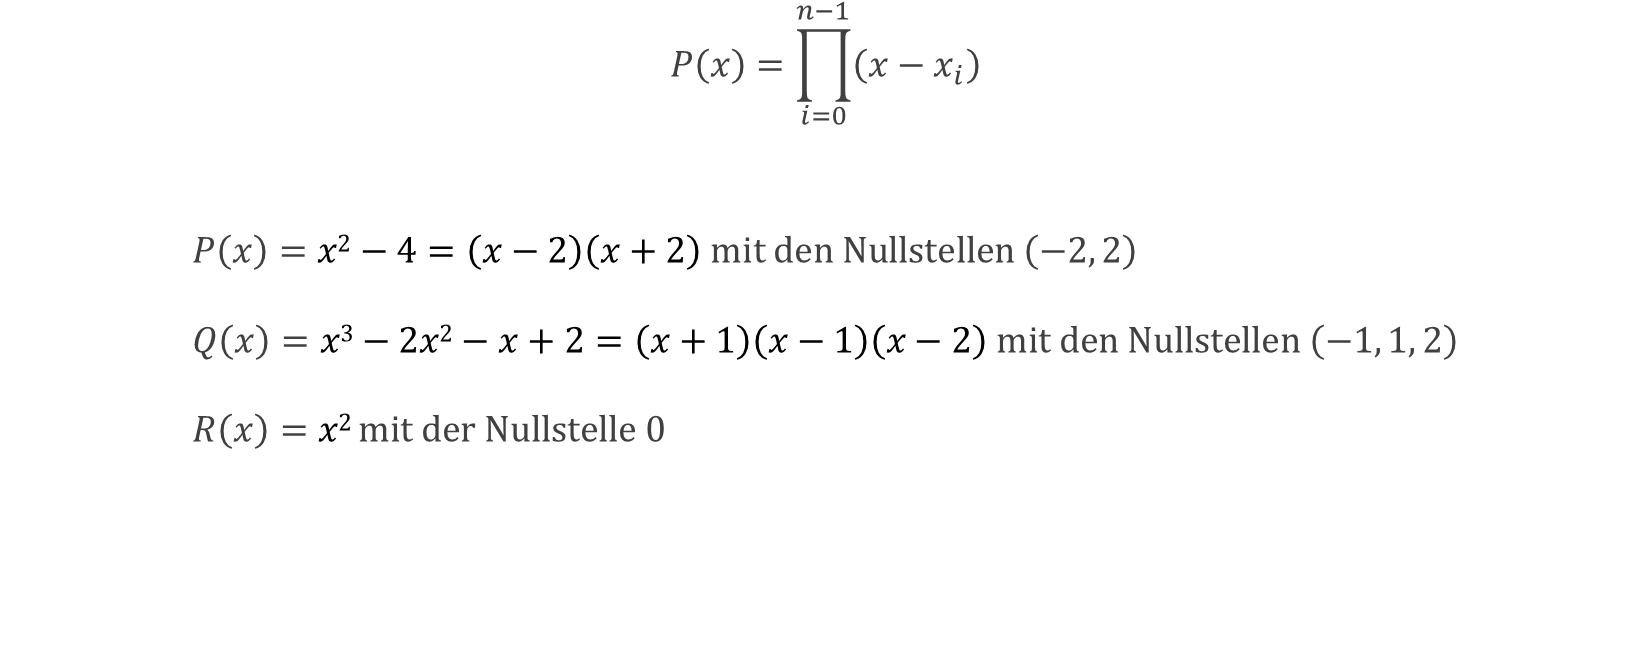 P(x) = ∏_{i=0}^{n−1} (x − x_i)
P(x) = x² − 4 = (x − 2)(x + 2) mit den Nullstellen (−2, 2)
Q(x) = x³ − 2x² − x + 2 = (x + 1)(x − 1)(x − 2) mit den Nullstellen (−1, 1, 2)
R(x) = x² mit der Nullstelle 0